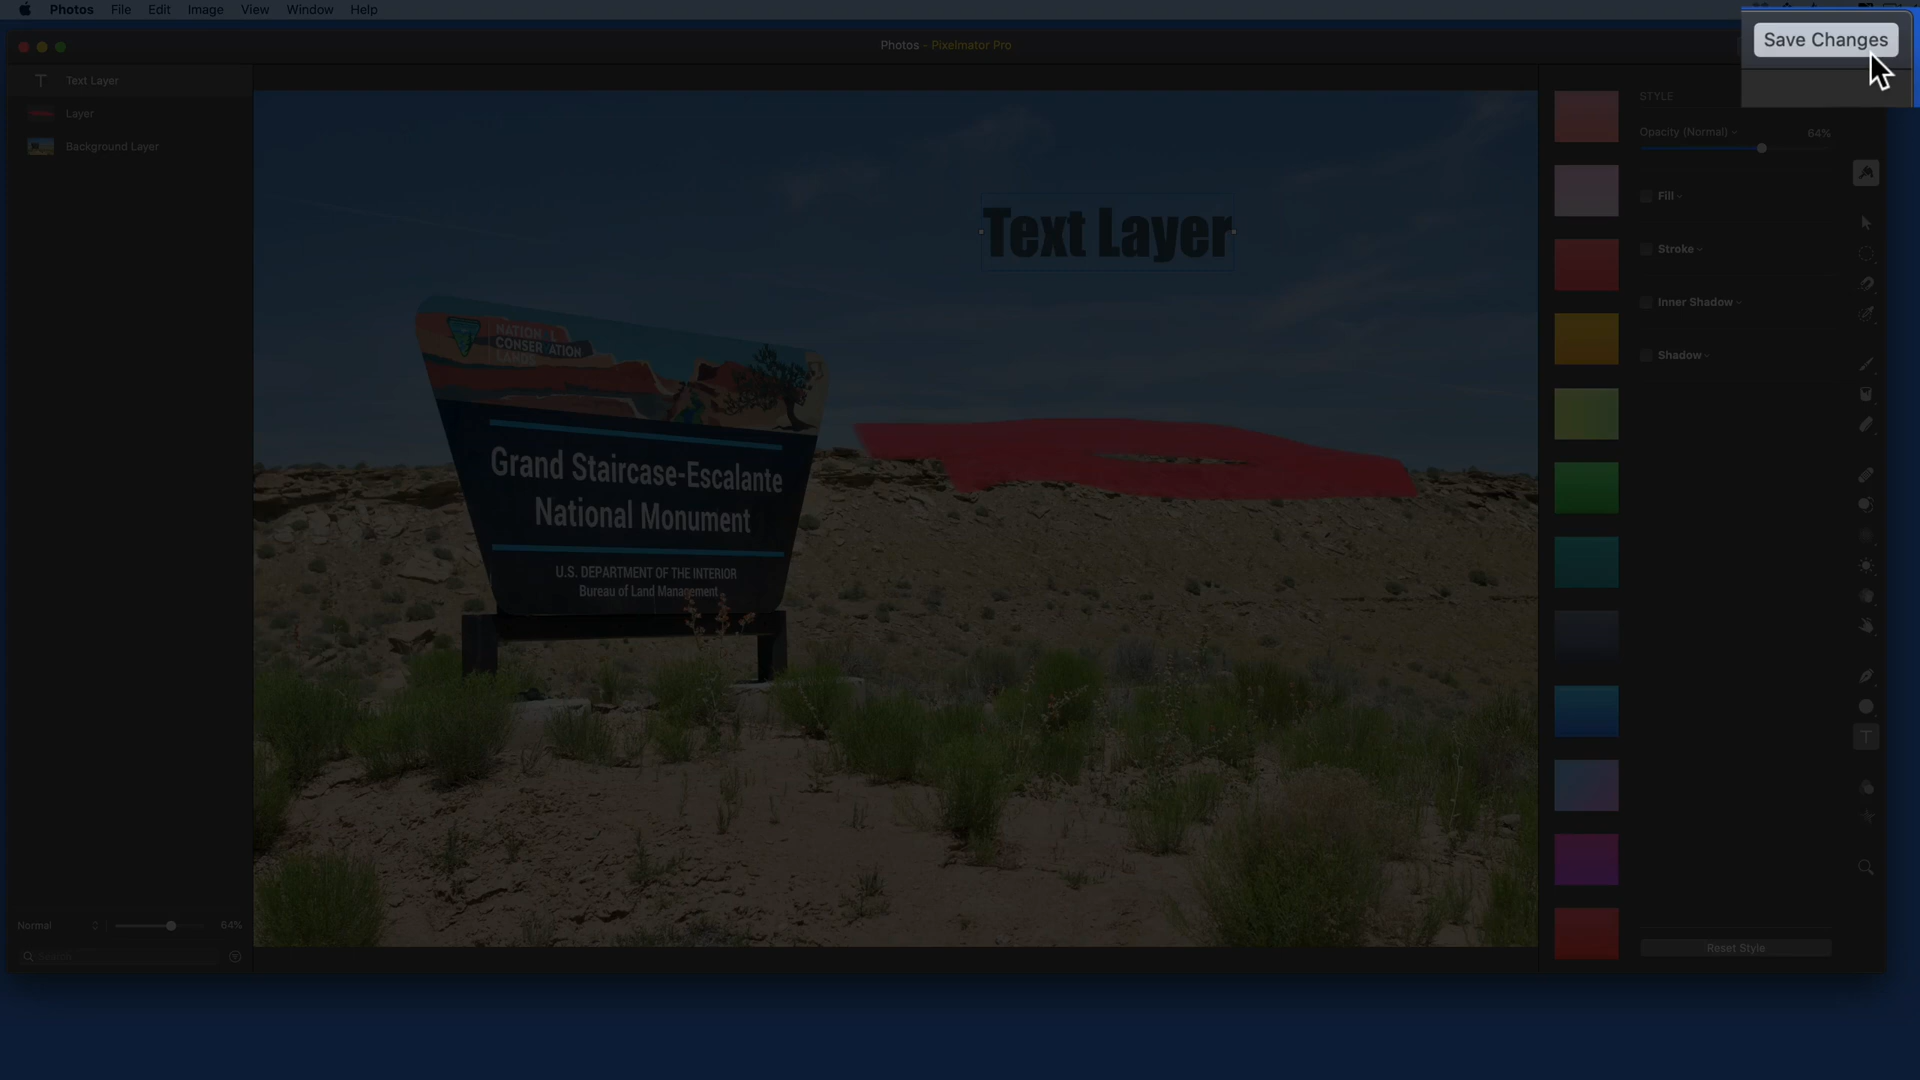 Photos File Edit Image View Window Help
Save Changes
Photos - Pixelmator Pro
Text Layer
Layer
Background Layer
Text Layer
NATION L
CONSER ATION
LANDS
Grand Staircase-Escalante
National Monument
U.S. DEPARTMENT OF THE INTERIOR
Bureau of Land Management
STYLE
Opacity (Normal) 64%
Fill
Stroke
Inner Shadow
Shadow
Reset Style
Normal 64%
Search